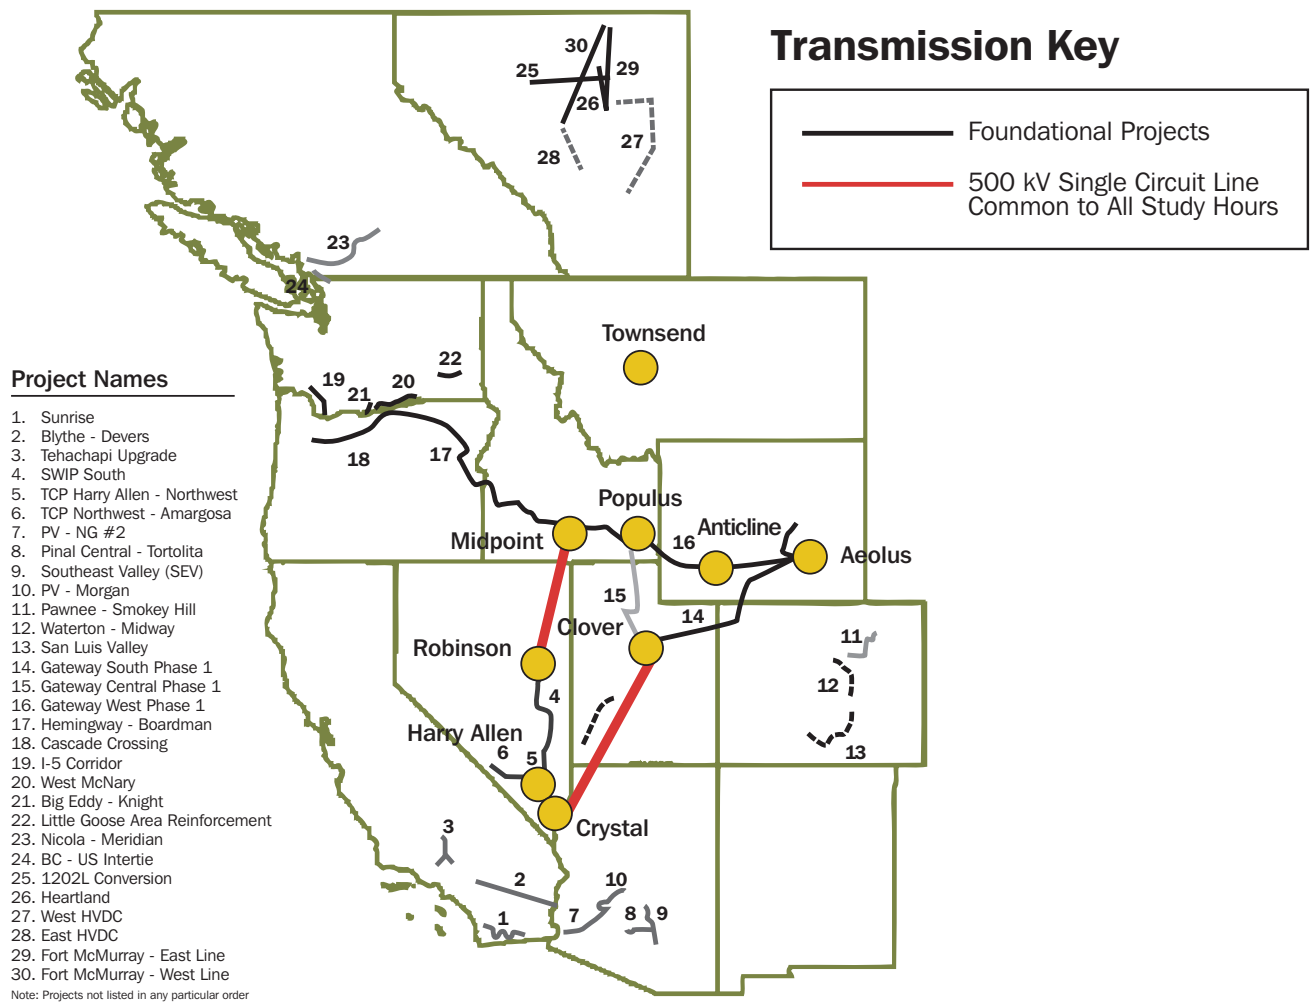 Transmission Key
Foundational Projects
500 kV Single Circuit Line
Common to All Study Hours
30
25
29
26
27
28
23
24
Townsend
22
19
20
21
17
18
Populus
Anticline
Midpoint
16
Aeolus
15
14
Clover
11
Robinson
12
4
Harry Allen
6
5
13
Crystal
3
2
10
1
7
8
9
Project Names
1. Sunrise
2. Blythe - Devers
3. Tehachapi Upgrade
4. SWIP South
5. TCP Harry Allen - Northwest
6. TCP Northwest - Amargosa
7. PV - NG #2
8. Pinal Central - Tortolita
9. Southeast Valley (SEV)
10. PV - Morgan
11. Pawnee - Smokey Hill
12. Waterton - Midway
13. San Luis Valley
14. Gateway South Phase 1
15. Gateway Central Phase 1
16. Gateway West Phase 1
17. Hemingway - Boardman
18. Cascade Crossing
19. I-5 Corridor
20. West McNary
21. Big Eddy - Knight
22. Little Goose Area Reinforcement
23. Nicola - Meridian
24. BC - US Intertie
25. 1202L Conversion
26. Heartland
27. West HVDC
28. East HVDC
29. Fort McMurray - East Line
30. Fort McMurray - West Line
Note: Projects not listed in any particular order